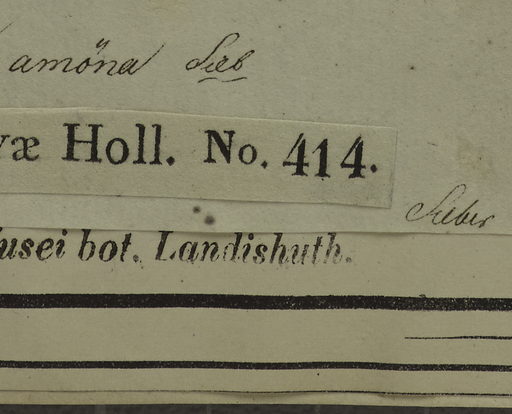 amöna Sieb
væ Holl. No. 414.
Sieber
usei bot. Landishuth.